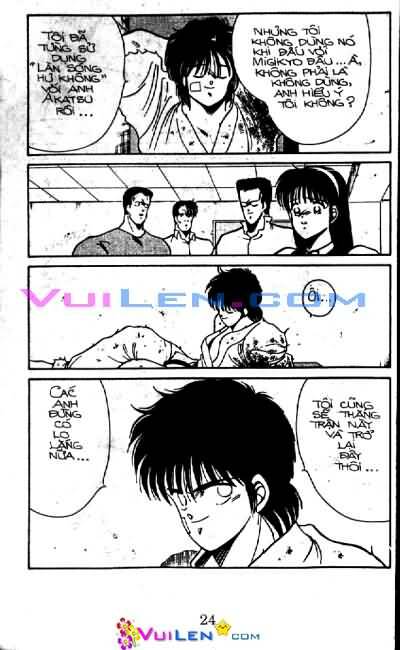 TÔI ĐÃ
TỪNG SỬ
DỤNG
"LÀN SÓNG
HƯ KHÔNG"
VỚI ANH
AKATSU
RỒI ...
NHƯNG TÔI
KHÔNG DÙNG NÓ
KHI ĐẤU VỚI
MIGIKYO ĐÂU ... À,
KHÔNG PHẢI LÀ
KHÔNG DÙNG,
ANH HIỂU Ý
TÔI KHÔNG ?
VUILEN.COM
ÔI...
CÁC
ANH
ĐỪNG
CÓ
LO
LẮNG
NỮA ...
TÔI CŨNG
SẼ THẮNG
TRẬN NÀY
VÀ TRỞ
LẠI
ĐÂY
THÔI ...
24
VUILEN.COM